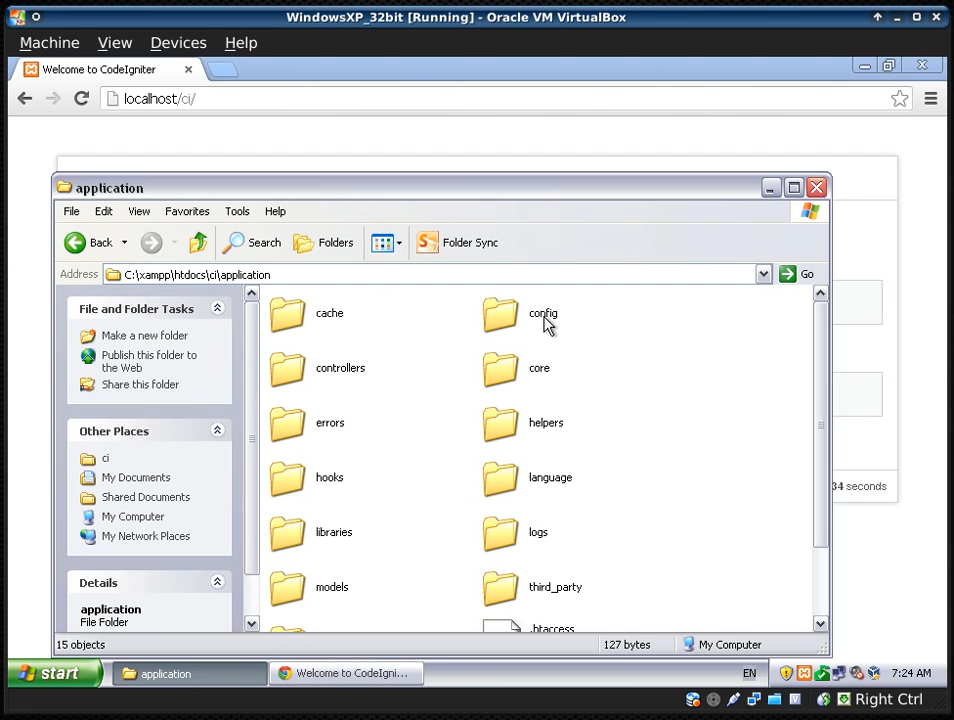 WindowsXP_32bit [Running] - Oracle VM VirtualBox
Machine View Devices Help
Welcome to CodeIgniter
localhost/ci/
application
File Edit View Favorites Tools Help
Back Search Folders Folder Sync
Address C:\xampp\htdocs\ci\application Go
File and Folder Tasks
Make a new folder
Publish this folder to
the Web
Share this folder
Other Places
ci
My Documents
Shared Documents
My Computer
My Network Places
Details
application
File Folder
cache config
controllers core
errors helpers
hooks language
libraries logs
models third_party
.htaccess
34 seconds
15 objects 127 bytes My Computer
start application Welcome to CodeIgni... EN 7:24 AM
Right Ctrl